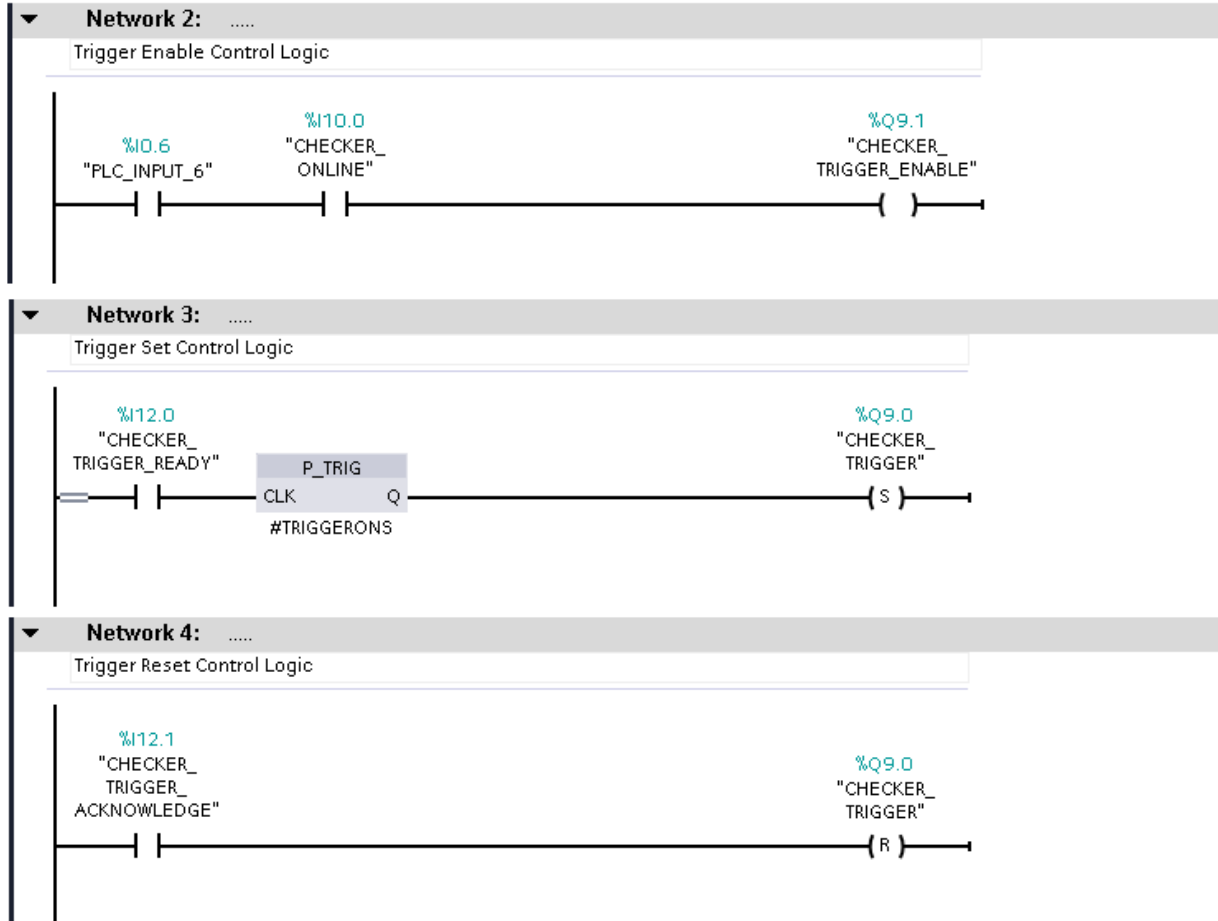 Network 2: .....
Trigger Enable Control Logic
%I0.6
"PLC_INPUT_6"
%I10.0
"CHECKER_
ONLINE"
%Q9.1
"CHECKER_
TRIGGER_ENABLE"
Network 3: .....
Trigger Set Control Logic
%I12.0
"CHECKER_
TRIGGER_READY"
P_TRIG
CLK Q
#TRIGGERONS
%Q9.0
"CHECKER_
TRIGGER"
S
Network 4: .....
Trigger Reset Control Logic
%I12.1
"CHECKER_
TRIGGER_
ACKNOWLEDGE"
%Q9.0
"CHECKER_
TRIGGER"
R